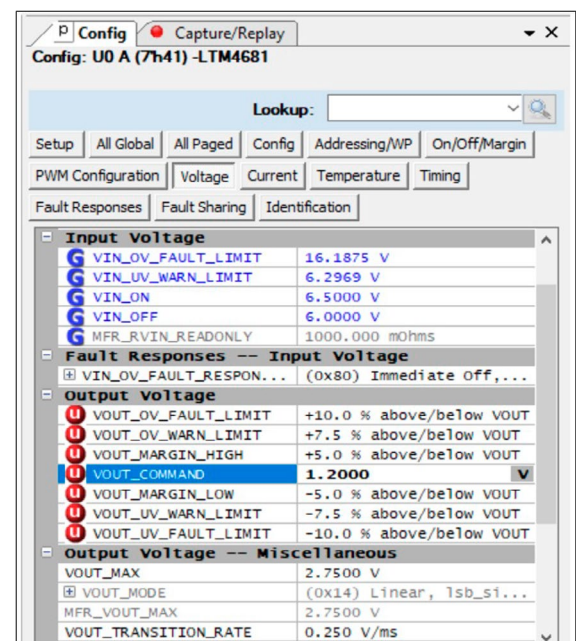 p Config Capture/Replay
Config: U0 A (7'h41) -LTM4681
Lookup:
Setup All Global All Paged Config Addressing/WP On/Off/Margin
PWM Configuration Voltage Current Temperature Timing
Fault Responses Fault Sharing Identification
Input Voltage
G VIN_OV_FAULT_LIMIT 16.1875 V
G VIN_UV_WARN_LIMIT 6.2969 V
G VIN_ON 6.5000 V
G VIN_OFF 6.0000 V
G MFR_RVIN_READONLY 1000.000 mOhms
Fault Responses -- Input Voltage
VIN_OV_FAULT_RESPON... (0x80) Immediate Off,...
Output Voltage
U VOUT_OV_FAULT_LIMIT +10.0 % above/below VOUT
U VOUT_OV_WARN_LIMIT +7.5 % above/below VOUT
U VOUT_MARGIN_HIGH +5.0 % above/below VOUT
U VOUT_COMMAND 1.2000 V
U VOUT_MARGIN_LOW -5.0 % above/below VOUT
U VOUT_UV_WARN_LIMIT -7.5 % above/below VOUT
U VOUT_UV_FAULT_LIMIT -10.0 % above/below VOUT
Output Voltage -- Miscellaneous
VOUT_MAX 2.7500 V
VOUT_MODE (0x14) Linear, lsb_si...
MFR_VOUT_MAX 2.7500 V
VOUT_TRANSITION_RATE 0.250 V/ms